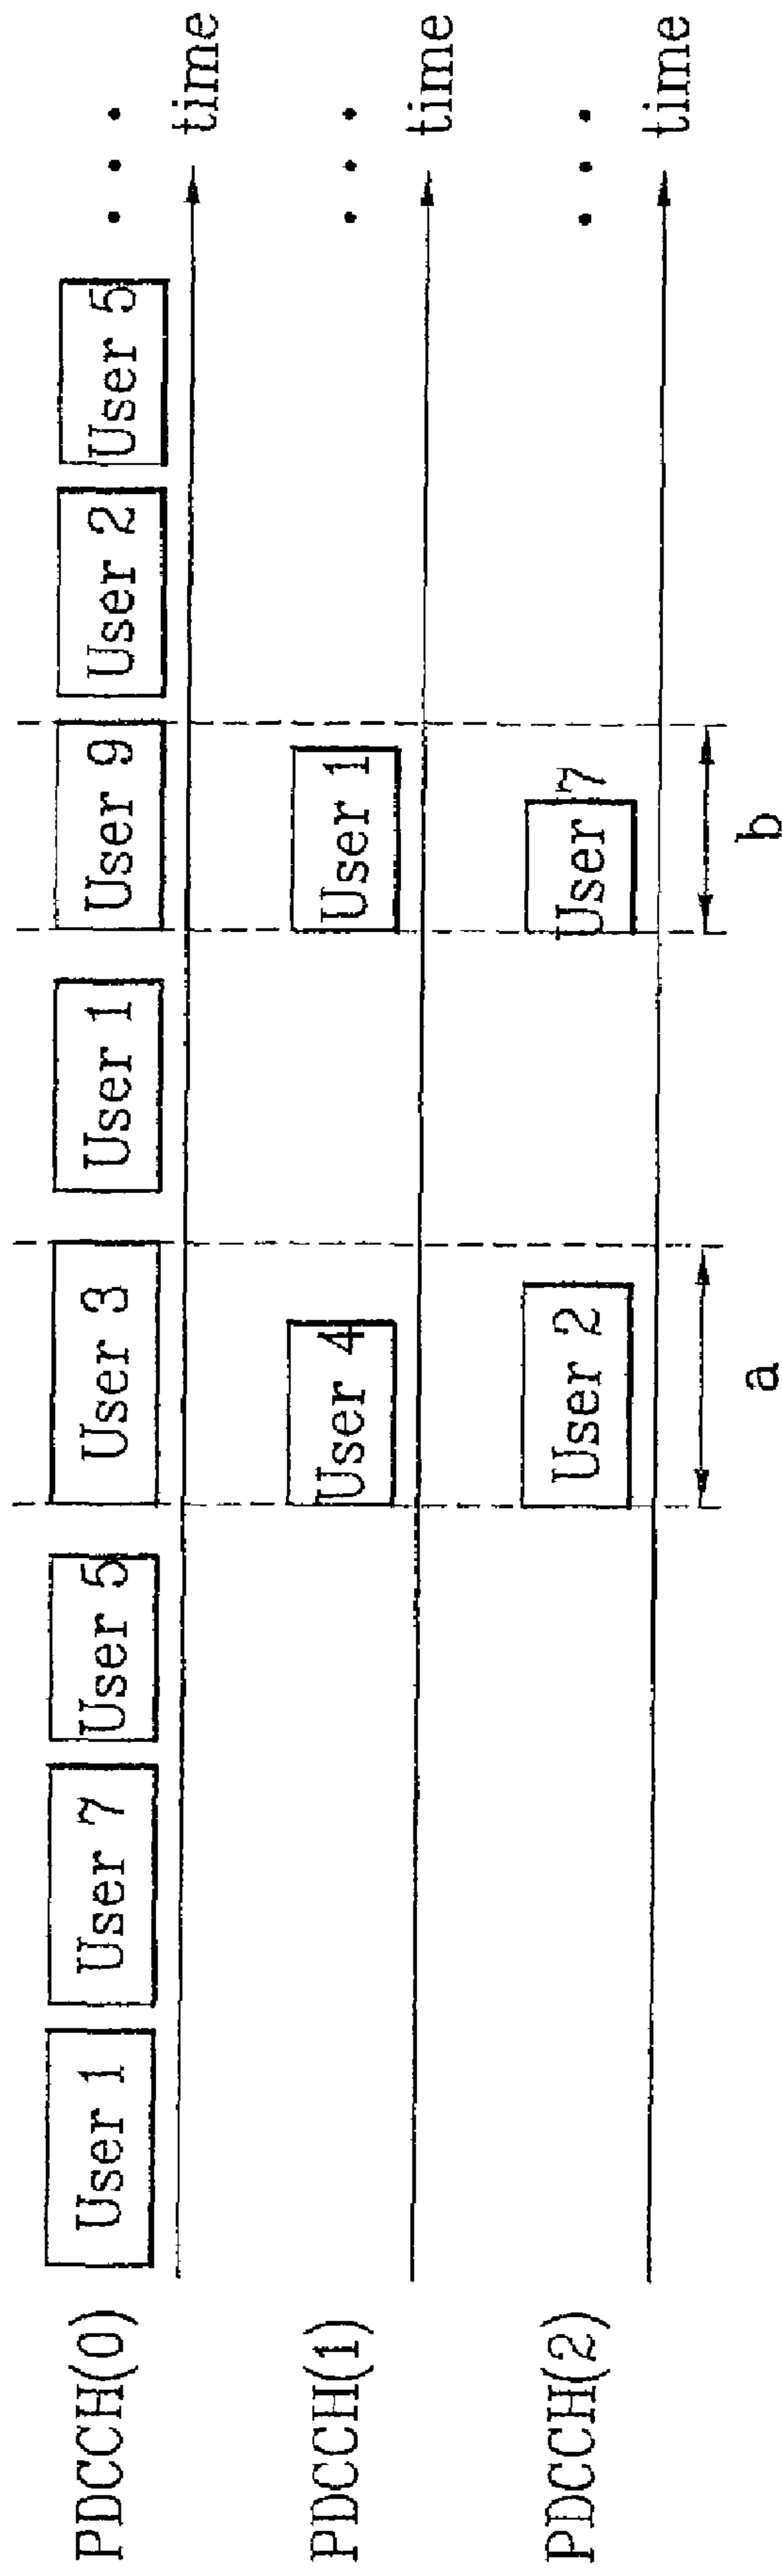 PDCCH(0) User 1 User 7 User 5 User 3 User 1 User 9 User 2 User 5 • • •
time
PDCCH(1) User 4 User 1 • • •
time
PDCCH(2) User 2 User 7 • • •
time
a b